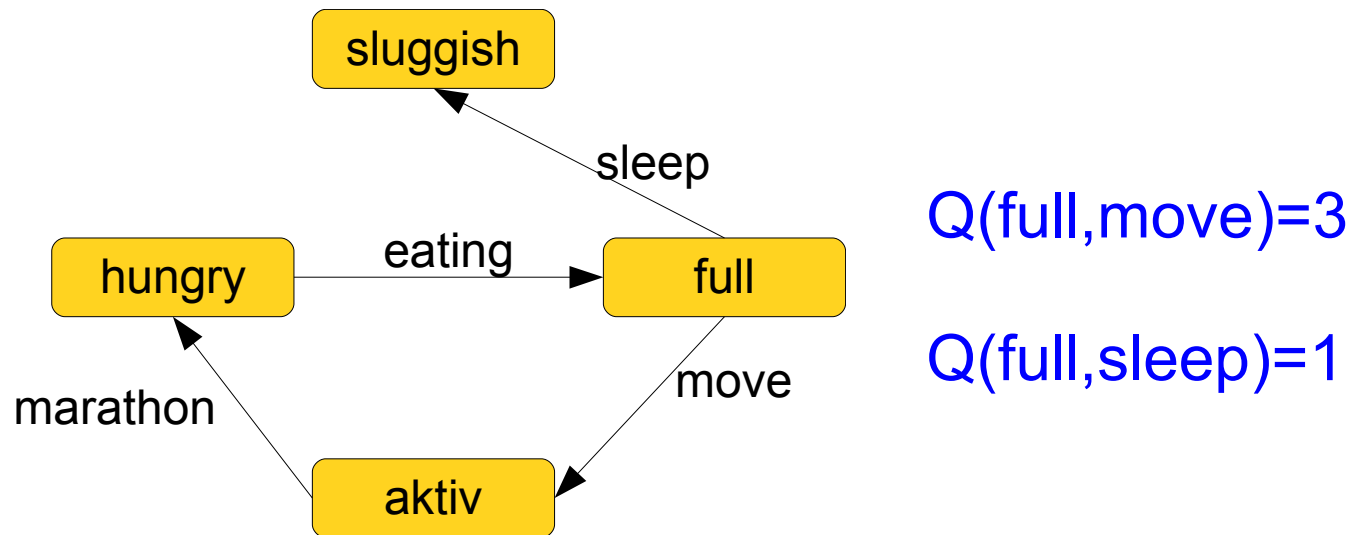 sluggish
sleep
Q(full,move)=3
eating
hungry
full
Q(full,sleep)=1
move
marathon
aktiv